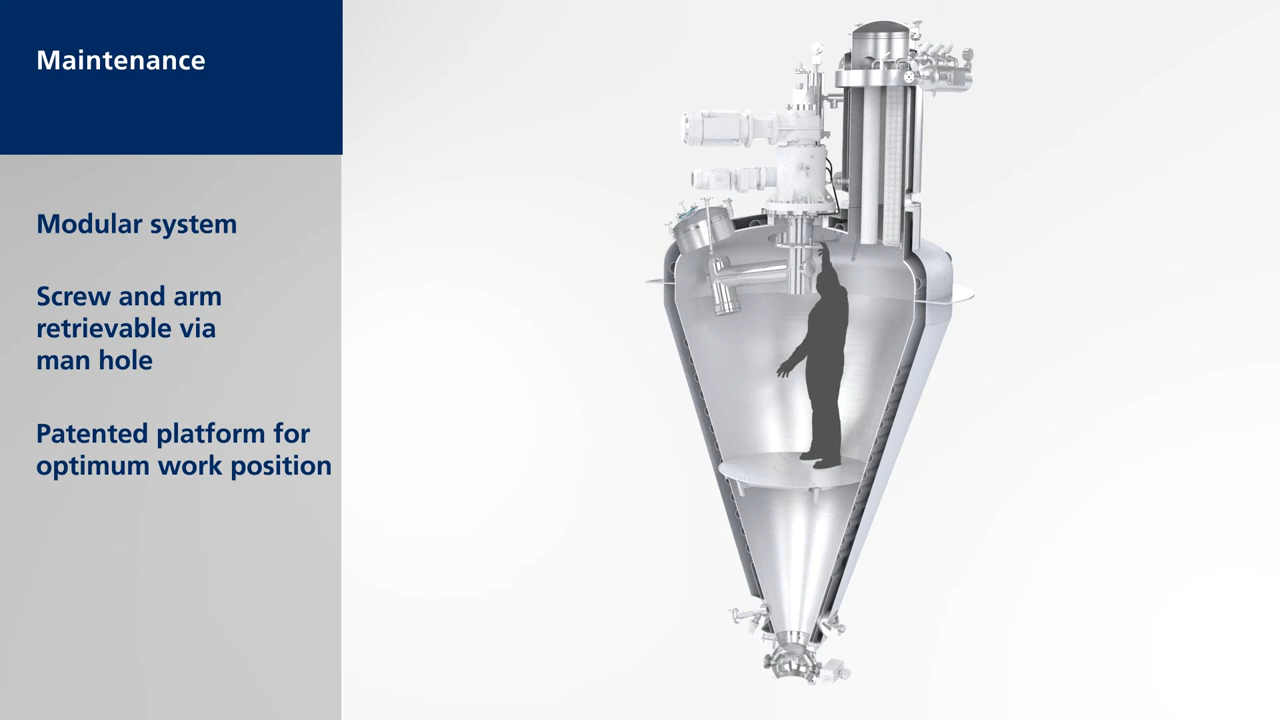 Maintenance
Modular system
Screw and arm
retrievable via
man hole
Patented platform for
optimum work position